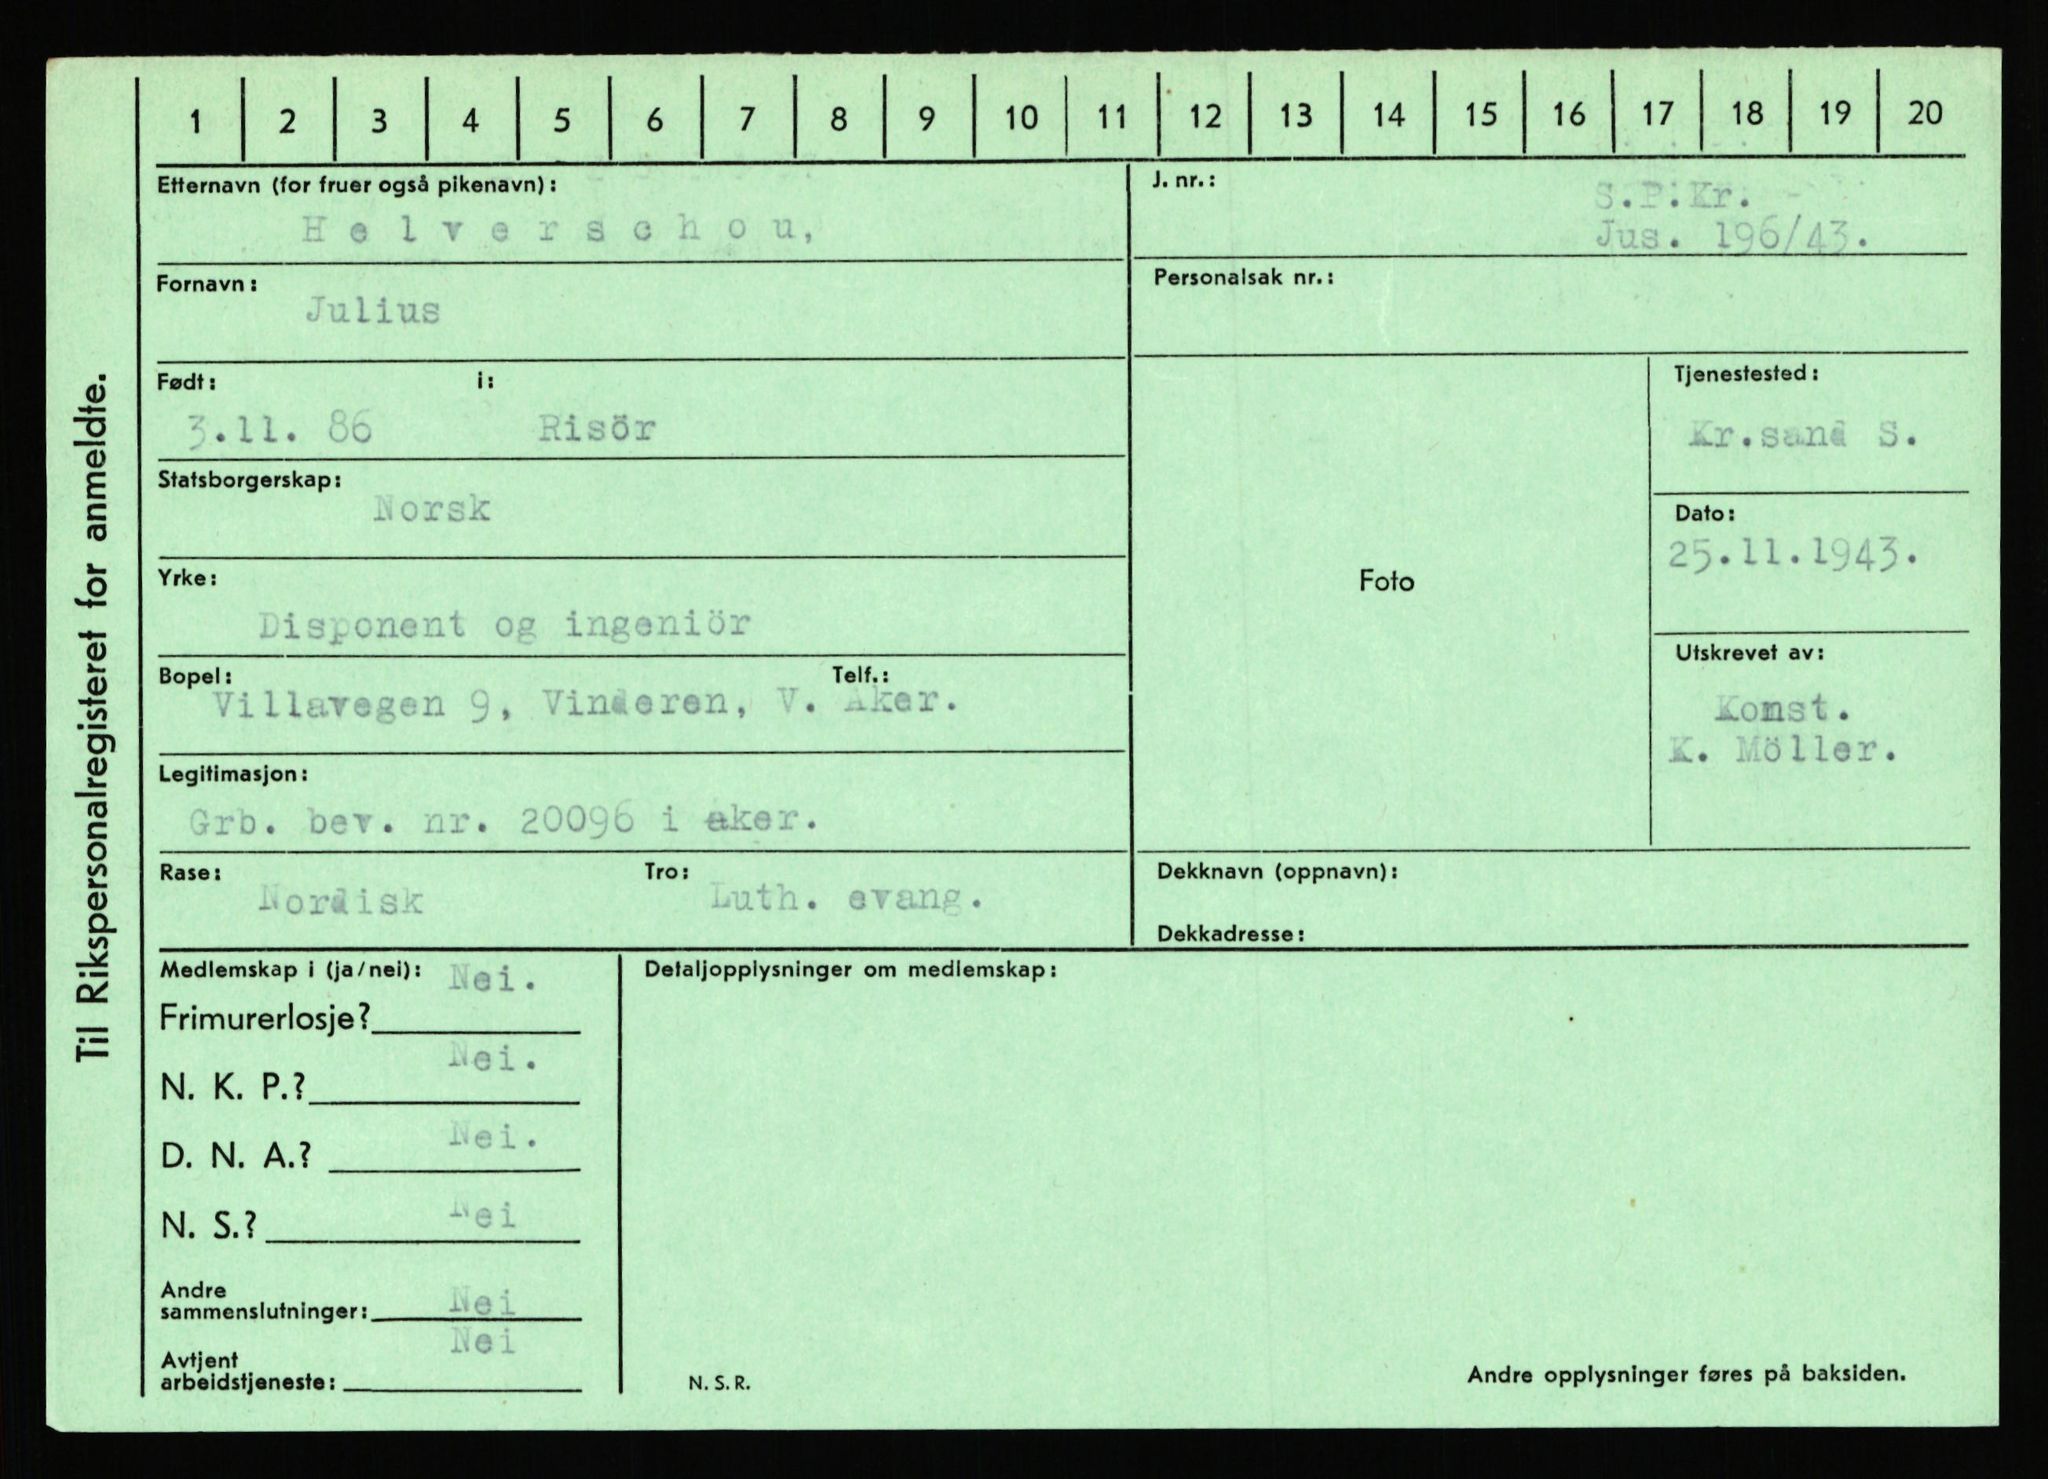 Til Rikspersonalregisteret for anmeldte.
1 2 3 4 5 6 7 8 9 10 11 12 13 14 15 16 17 18 19 20
Etternavn (for fruer også pikenavn):
Helverschou,
Fornavn:
Julius
Født: i:
3.11. 86 Risör
Statsborgerskap:
Norsk
Yrke:
Disponent og ingeniör
Bopel: Telf.:
Villavegen 9, Vinderen, V. Aker.
Legitimasjon:
Grb. bev. nr. 20096 i aker.
Rase: Tro:
Nordisk Luth. evang.
J. nr.:
S.P.Kr.
Jus. 196/43.
Personalsak nr.:
Foto
Tjenestested:
Kr.sand S.
Dato:
25.11.1943.
Utskrevet av:
Konst.
K. Möller.
Dekknavn (oppnavn):
Dekkadresse:
Medlemskap i (ja/nei):
Frimurerlosje? Nei.
N. K. P.? Nei.
D. N. A.? Nei.
N. S.? Nei
Andre
sammenslutninger: Nei
Avtjent
arbeidstjeneste: Nei
Detaljopplysninger om medlemskap:
N. S. R.
Andre opplysninger føres på baksiden.